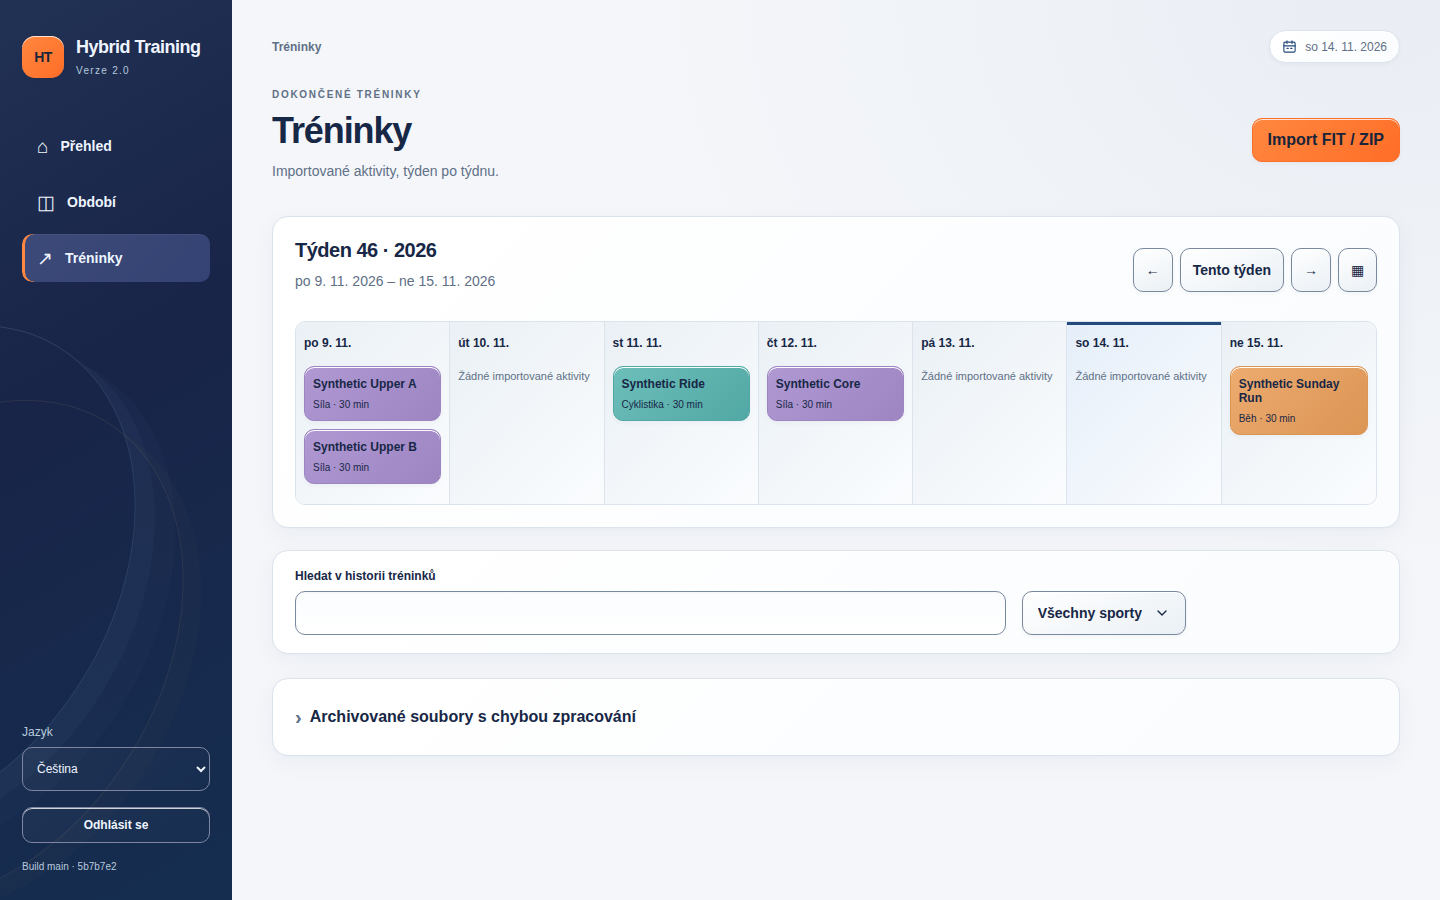 HT
Hybrid Training
Verze 2.0
Přehled
Období
Tréninky
Jazyk
Čeština
Odhlásit se
Build main · 5b7b7e2
Tréninky
so 14. 11. 2026
DOKONČENÉ TRÉNINKY
Tréninky
Importované aktivity, týden po týdnu.
Import FIT / ZIP
Týden 46 · 2026
po 9. 11. 2026 – ne 15. 11. 2026
←
Tento týden
→
po 9. 11.
Synthetic Upper A
Síla · 30 min
Synthetic Upper B
Síla · 30 min
út 10. 11.
Žádné importované aktivity
st 11. 11.
Synthetic Ride
Cyklistika · 30 min
čt 12. 11.
Synthetic Core
Síla · 30 min
pá 13. 11.
Žádné importované aktivity
so 14. 11.
Žádné importované aktivity
ne 15. 11.
Synthetic Sunday
Run
Běh · 30 min
Hledat v historii tréninků
Všechny sporty
› Archivované soubory s chybou zpracování